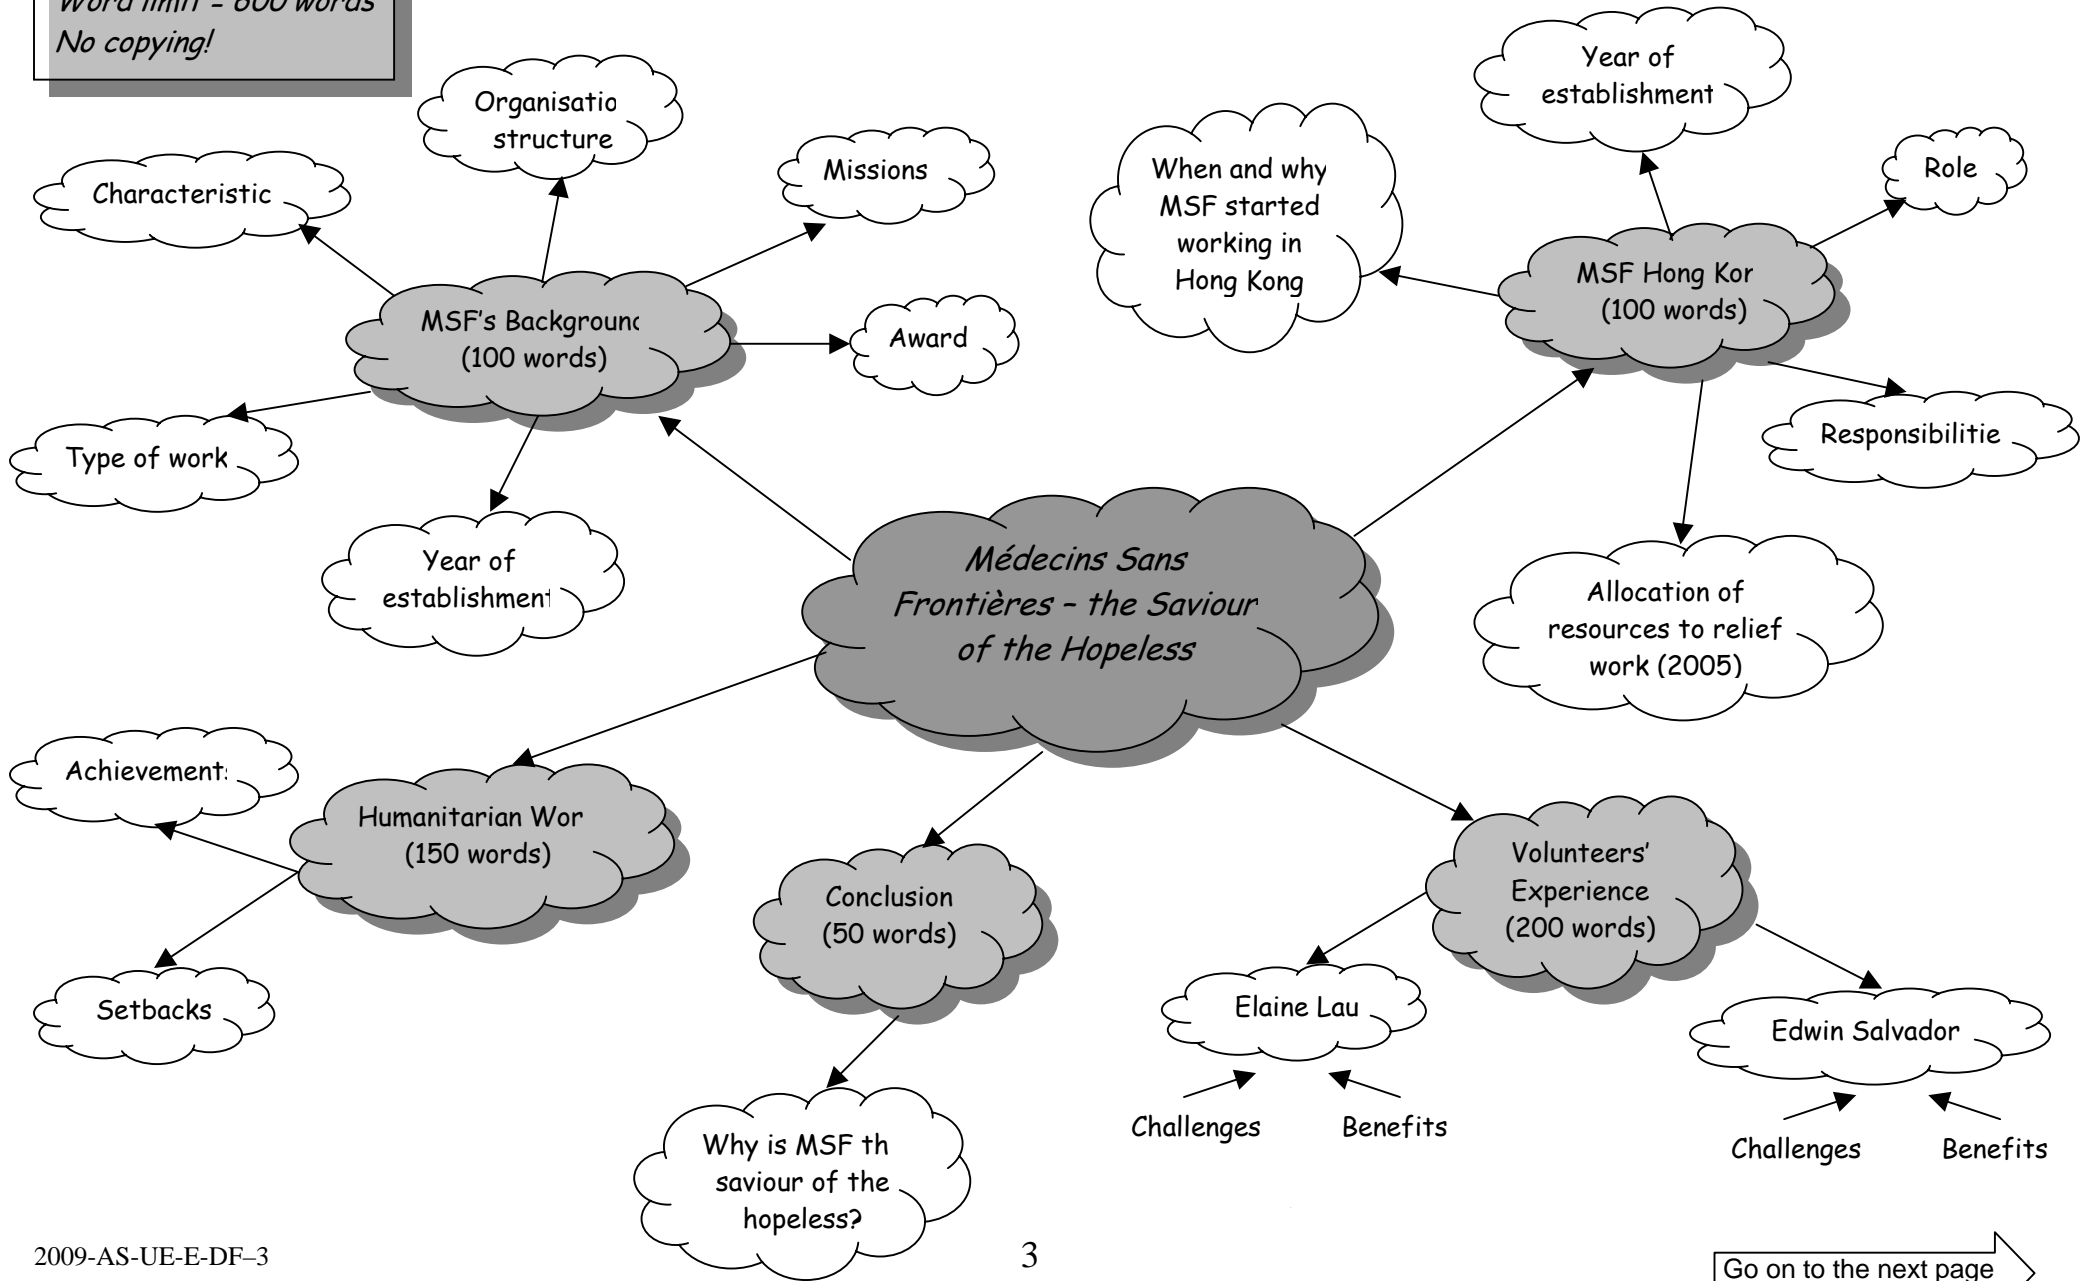 Word limit = 600 words
No copying!
Organisatio
structure
Characteristic
Missions
MSF's Background
(100 words)
Award
Type of work
Year of
establishment
When and why
MSF started
working in
Hong Kong
Year of
establishment
Role
MSF Hong Kon
(100 words)
Responsibilitie
Allocation of
resources to relief
work (2005)
Médecins Sans
Frontières – the Saviour
of the Hopeless
Achievements
Humanitarian Wor
(150 words)
Setbacks
Conclusion
(50 words)
Why is MSF th
saviour of the
hopeless?
Volunteers'
Experience
(200 words)
Elaine Lau
Challenges
Benefits
Edwin Salvador
Challenges
Benefits
2009-AS-UE-E-DF–3
3
Go on to the next page